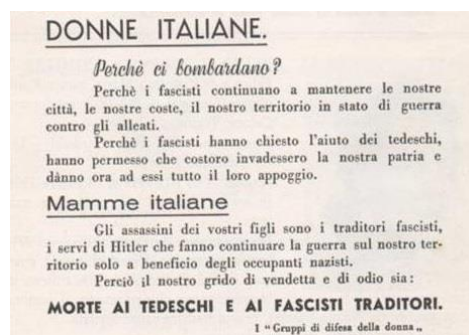 DONNE ITALIANE.
Perchè ci bombardano?
Perchè i fascisti continuano a mantenere le nostre
città, le nostre coste, il nostro territorio in stato di guerra
contro gli alleati.
Perchè i fascisti hanno chiesto l'aiuto dei tedeschi,
hanno permesso che costoro invadessero la nostra patria e
dànno ora ad essi tutto il loro appoggio.
Mamme italiane
Gli assassini dei vostri figli sono i traditori fascisti,
i servi di Hitler che fanno continuare la guerra sul nostro ter-
ritorio solo a beneficio degli occupanti nazisti.
Perciò il nostro grido di vendetta e di odio sia:
MORTE AI TEDESCHI E AI FASCISTI TRADITORI.
I "Gruppi di difesa della donna„